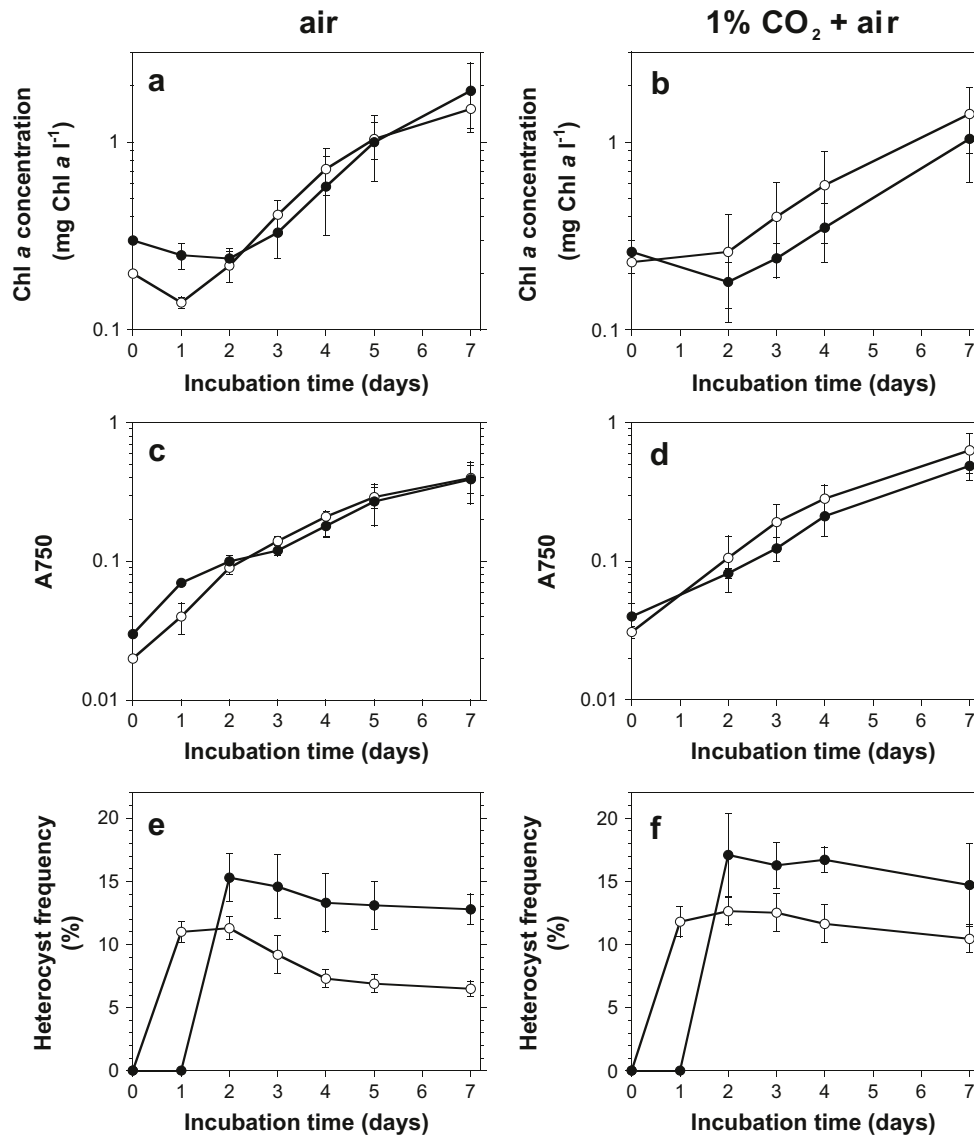 air
1% CO₂ + air
a
1
0.1
Chl a concentration
(mg Chl a l⁻¹)
0 1 2 3 4 5 6 7
Incubation time (days)
b
1
0.1
Chl a concentration
(mg Chl a l⁻¹)
0 1 2 3 4 5 6 7
Incubation time (days)
c
1
0.1
0.01
A750
0 1 2 3 4 5 6 7
Incubation time (days)
d
1
0.1
0.01
A750
0 1 2 3 4 5 6 7
Incubation time (days)
e
20
15
10
5
0
Heterocyst frequency
(%)
0 1 2 3 4 5 6 7
Incubation time (days)
f
20
15
10
5
0
Heterocyst frequency
(%)
0 1 2 3 4 5 6 7
Incubation time (days)